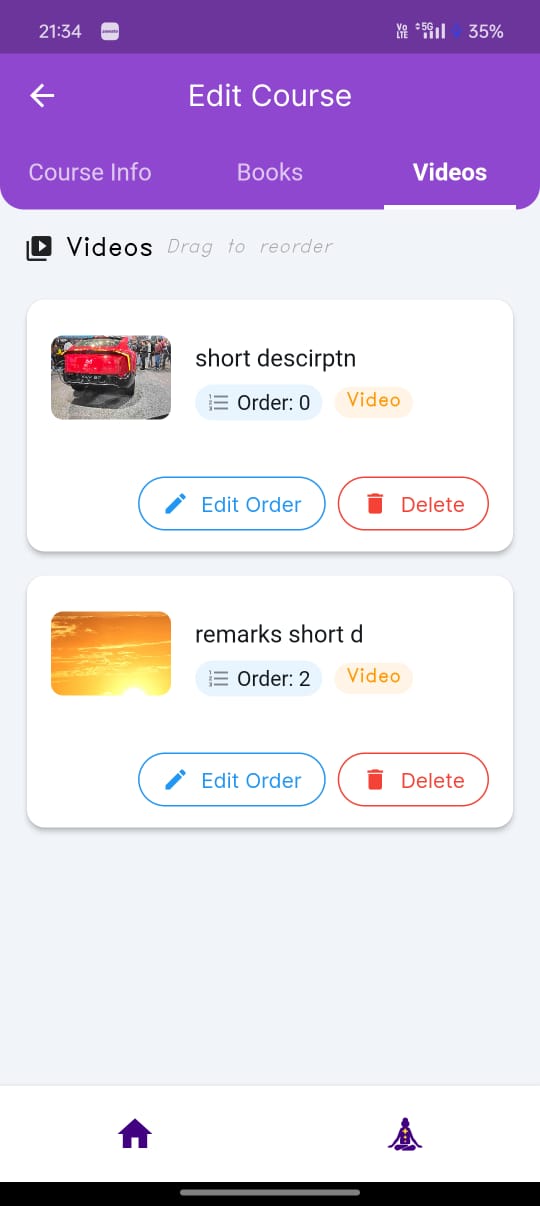 21:34
Vo LTE 5G 35%
Edit Course
Course Info Books Videos
Videos Drag to reorder
short descirptn
Order: 0 Video
Edit Order Delete
remarks short d
Order: 2 Video
Edit Order Delete